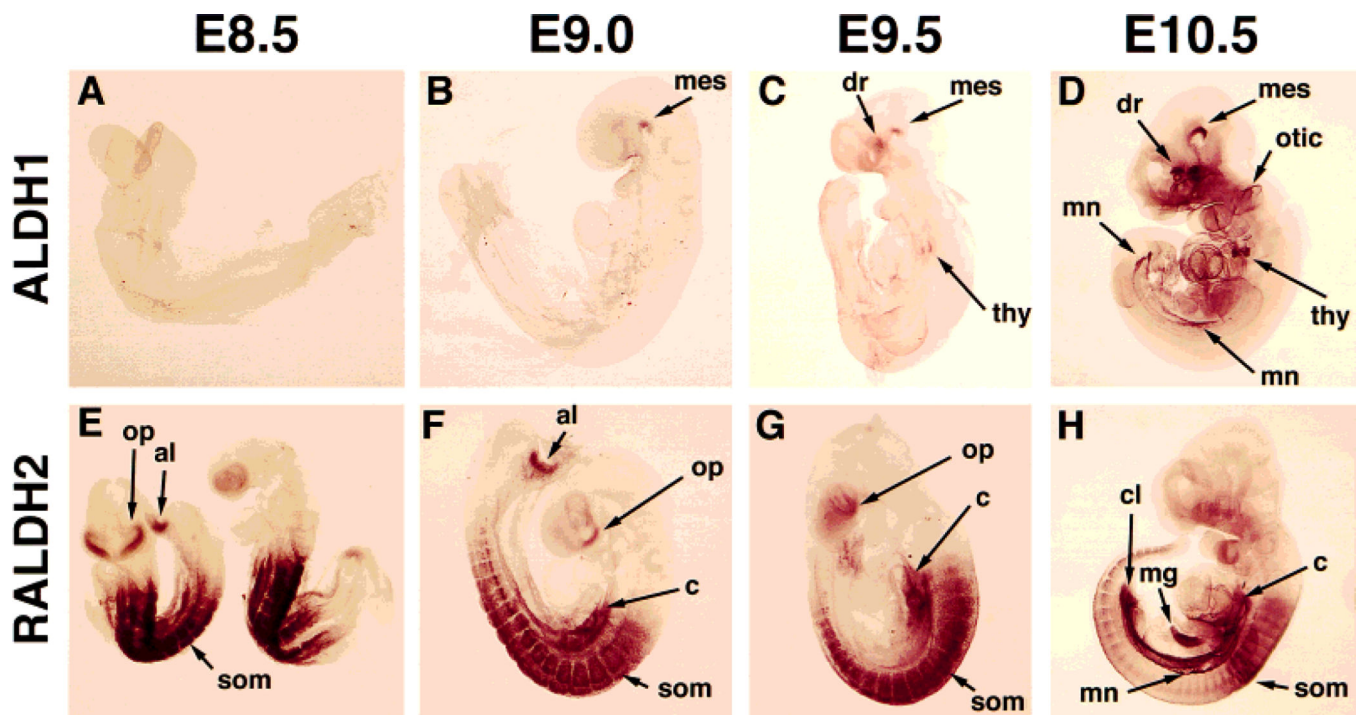 E8.5 E9.0 E9.5 E10.5
ALDH1
A
B
mes
C
dr
mes
thy
D
dr
mes
otic
mn
thy
mn
RALDH2
E
op
al
som
F
al
op
c
som
G
op
c
som
H
cl
mg
c
mn
som